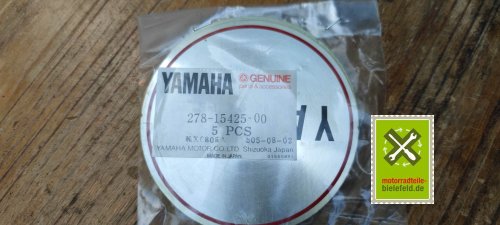 YAMAHA
GENUINE
parts & accessories
278-15425-00
5 PCS
505-08-02
YAMAHA MOTOR CO., LTD. Shizuoka Japan
MADE IN JAPAN
YA
motorradteile-
bielefeld.de